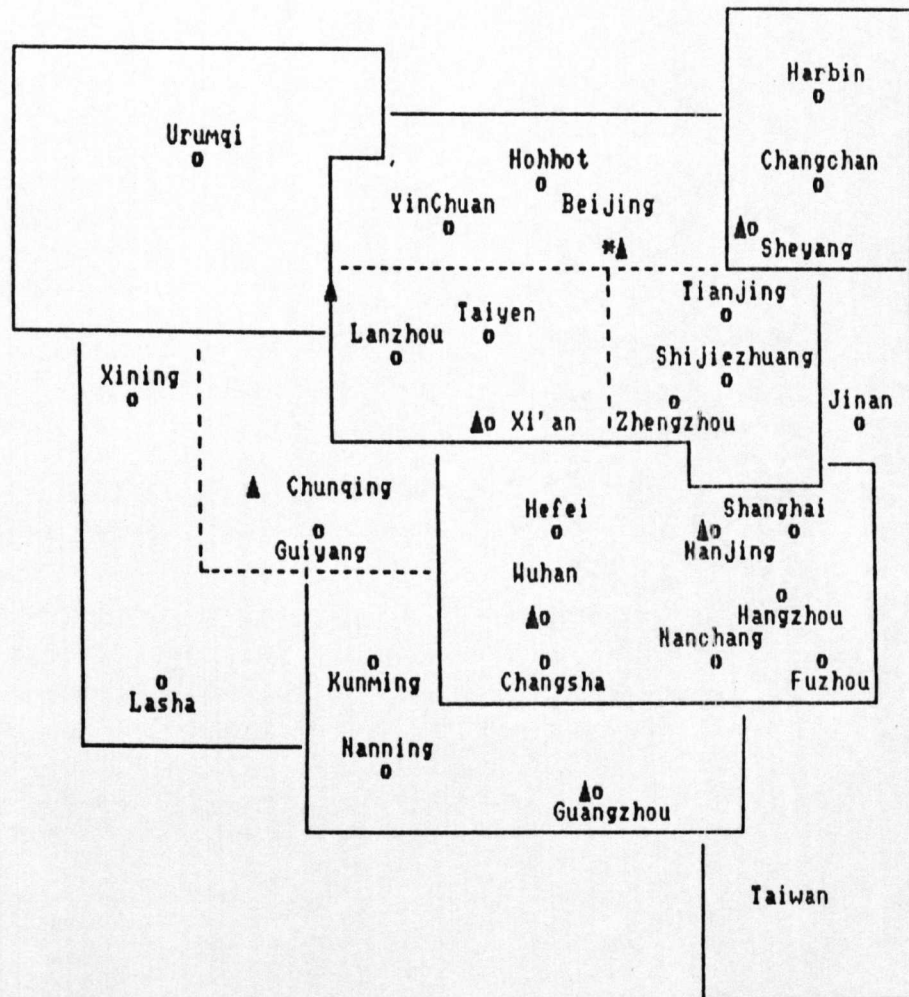 Harbin
Urumqi
Hohhot
Changchan
YinChuan
Beijing
Sheyang
Tianjing
Taiyen
Lanzhou
Shijiezhuang
Xining
Jinan
Xi'an
Zhengzhou
Chunqing
Hefei
Shanghai
Guiyang
Nanjing
Wuhan
Hangzhou
Nanchang
Kunming
Changsha
Fuzhou
Lasha
Nanning
Guangzhou
Taiwan